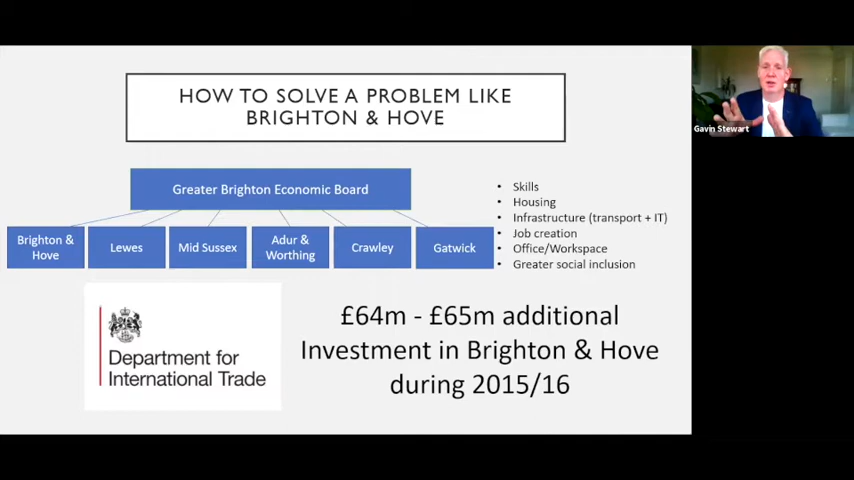 HOW TO SOLVE A PROBLEM LIKE
BRIGHTON & HOVE
Gavin Stewart
Greater Brighton Economic Board
Brighton &
Hove
Lewes
Mid Sussex
Adur &
Worthing
Crawley
Gatwick
• Skills
• Housing
• Infrastructure (transport + IT)
• Job creation
• Office/Workspace
• Greater social inclusion
Department for
International Trade
£64m - £65m additional
Investment in Brighton & Hove
during 2015/16